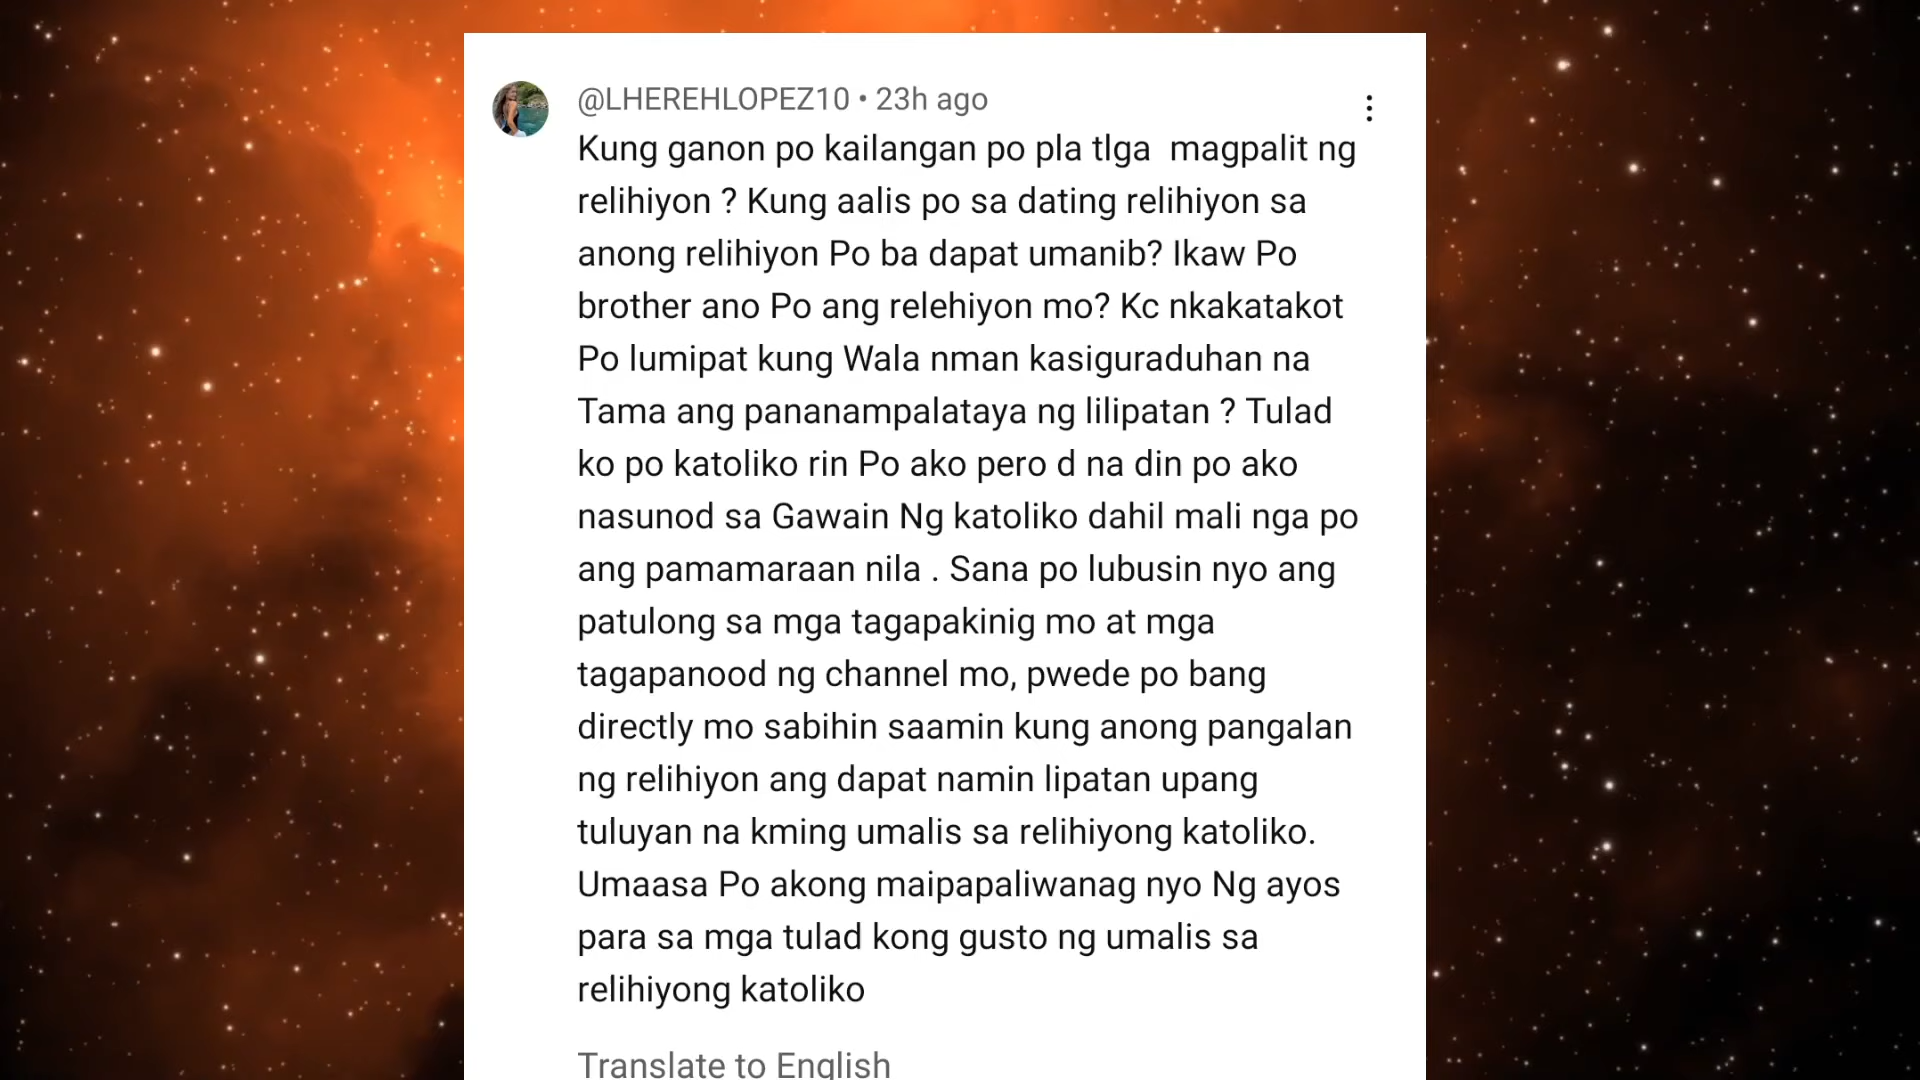 @LHEREHLOPEZ10 • 23h ago
Kung ganon po kailangan po pla tlga  magpalit ng
relihiyon ? Kung aalis po sa dating relihiyon sa
anong relihiyon Po ba dapat umanib? Ikaw Po
brother ano Po ang relehiyon mo? Kc nkakatakot
Po lumipat kung Wala nman kasiguraduhan na
Tama ang pananampalataya ng lilipatan ? Tulad
ko po katoliko rin Po ako pero d na din po ako
nasunod sa Gawain Ng katoliko dahil mali nga po
ang pamamaraan nila . Sana po lubusin nyo ang
patulong sa mga tagapakinig mo at mga
tagapanood ng channel mo, pwede po bang
directly mo sabihin saamin kung anong pangalan
ng relihiyon ang dapat namin lipatan upang
tuluyan na kming umalis sa relihiyong katoliko.
Umaasa Po akong maipapaliwanag nyo Ng ayos
para sa mga tulad kong gusto ng umalis sa
relihiyong katoliko
Translate to English